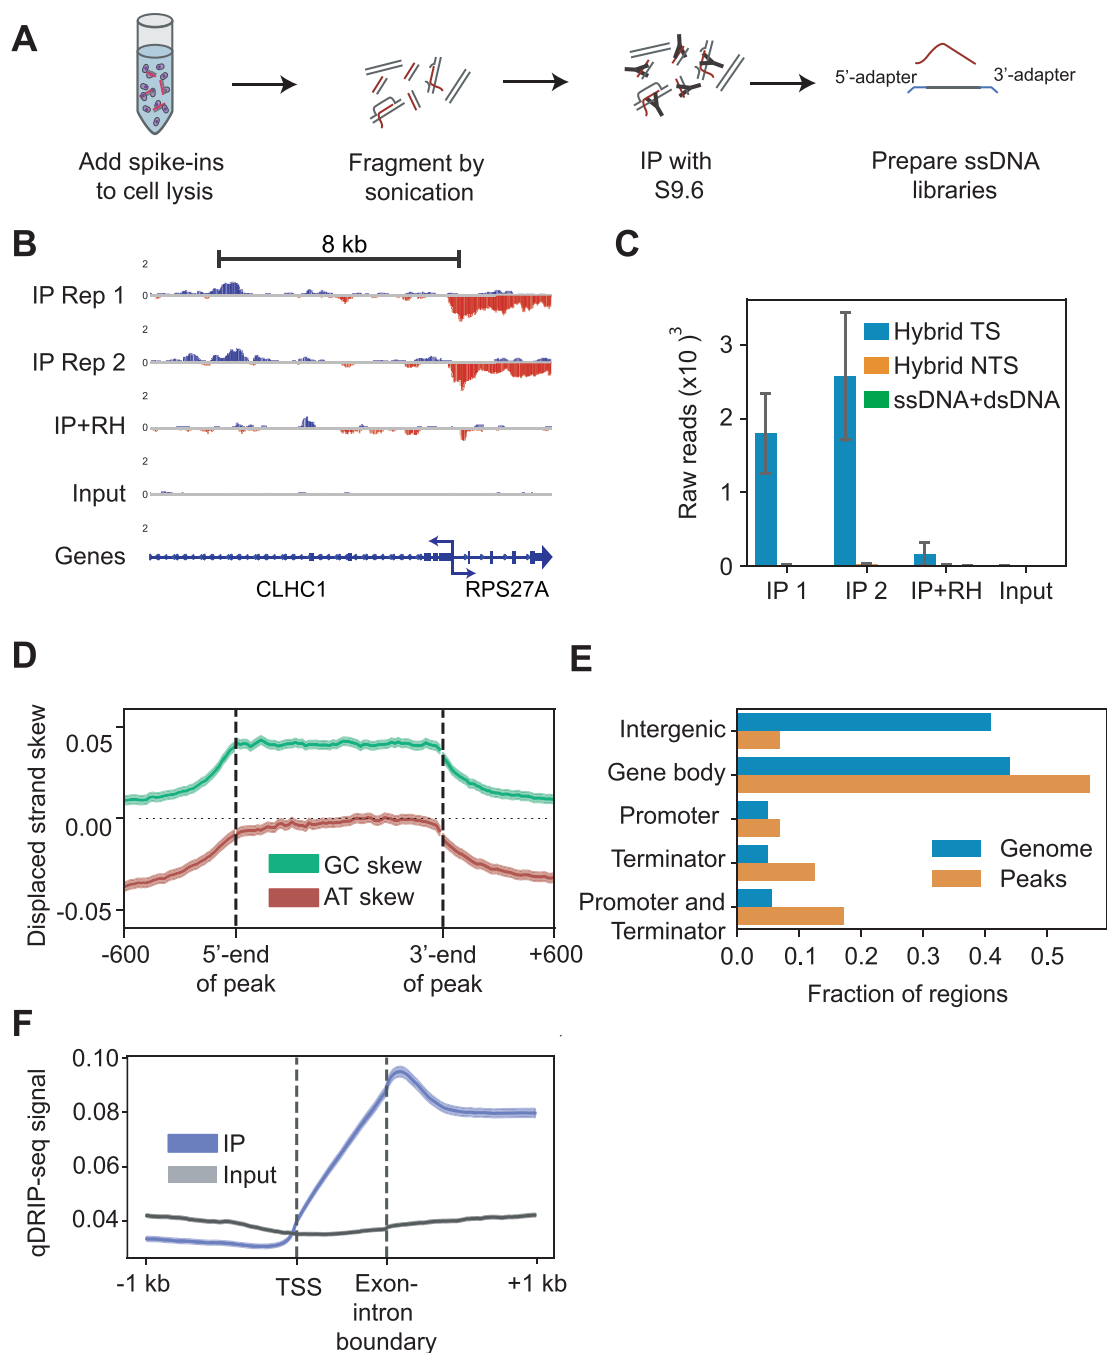 A
5'-adapter
3'-adapter
Add spike-ins
to cell lysis
Fragment by
sonication
IP with
S9.6
Prepare ssDNA
libraries
B
8 kb
2
IP Rep 1
0
2
IP Rep 2
0
2
IP+RH
0
2
Input
0
2
Genes
CLHC1
RPS27A
C
Raw reads (x10 )3
3
2
1
0
Hybrid TS
Hybrid NTS
ssDNA+dsDNA
IP 1
IP 2
IP+RH
Input
D
Displaced strand skew
0.05
0.00
-0.05
GC skew
AT skew
-600
5'-end
of peak
3'-end
of peak
+600
E
Intergenic
Gene body
Promoter
Terminator
Promoter and
Terminator
Genome
Peaks
0.0
0.1
0.2
0.3
0.4
0.5
Fraction of regions
F
qDRIP-seq signal
0.10
0.08
0.06
0.04
IP
Input
-1 kb
TSS
Exon-
intron
boundary
+1 kb